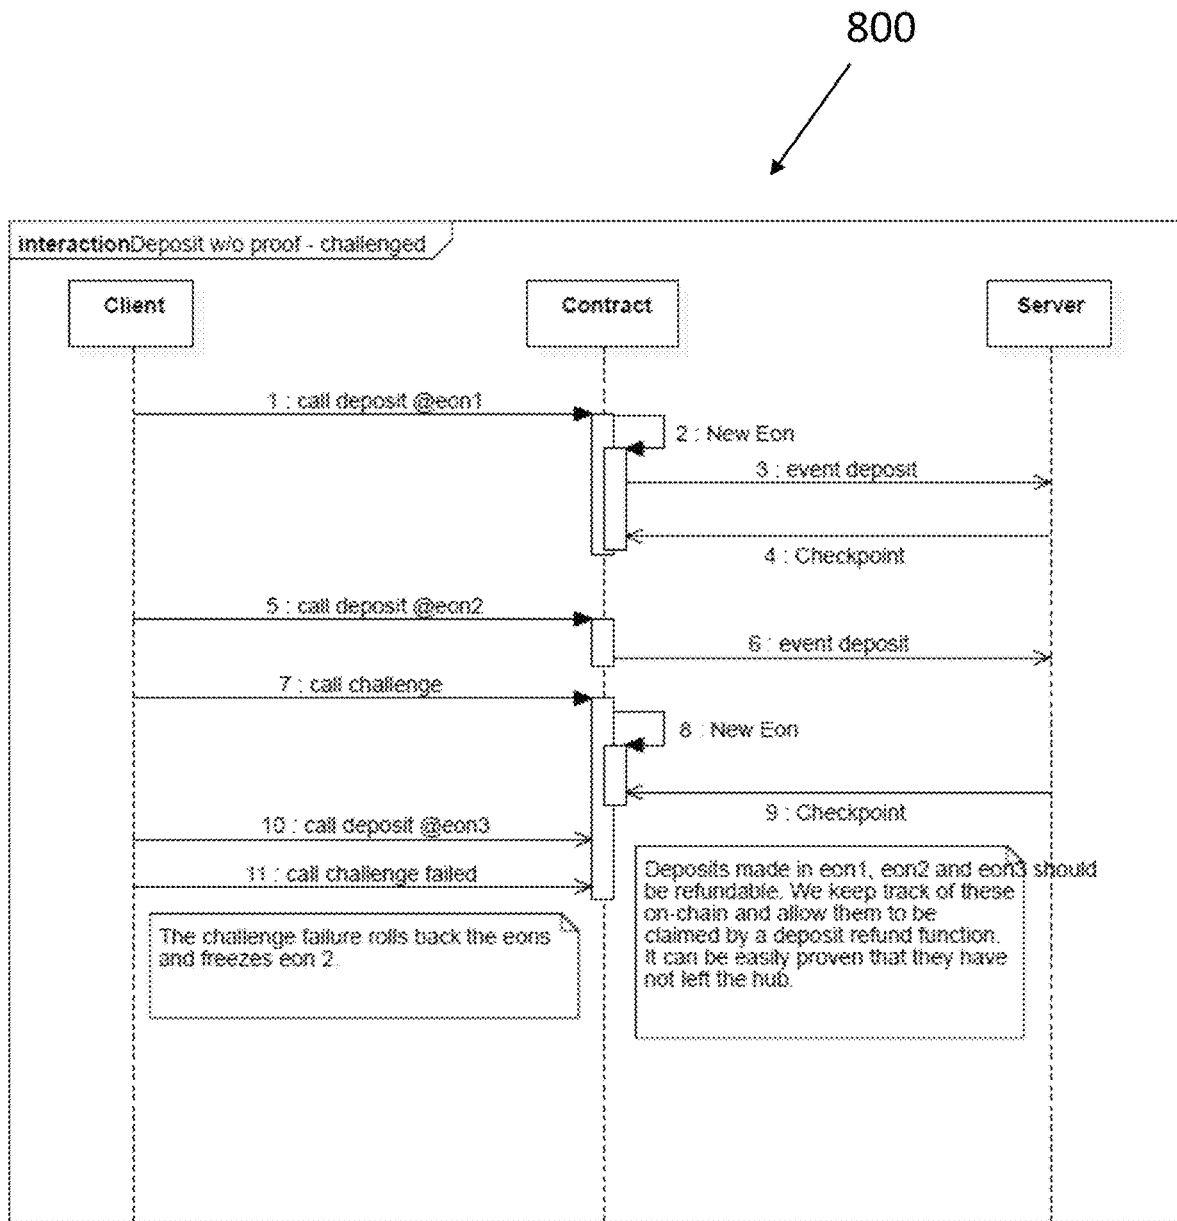 800
interactionDeposit w/o proof - challenged
Client
Contract
Server
1 : call deposit @eon1
2 : New Eon
3 : event deposit
4 : Checkpoint
5 : call deposit @eon2
6 : event deposit
7 : call challenge
8 : New Eon
9 : Checkpoint
10 : call deposit @eon3
11 : call challenge failed
Deposits made in eon1, eon2 and eon3 should
be refundable. We keep track of these
on-chain and allow them to be
claimed by a deposit refund function.
It can be easily proven that they have
not left the hub.
The challenge failure rolls back the eons
and freezes eon 2.